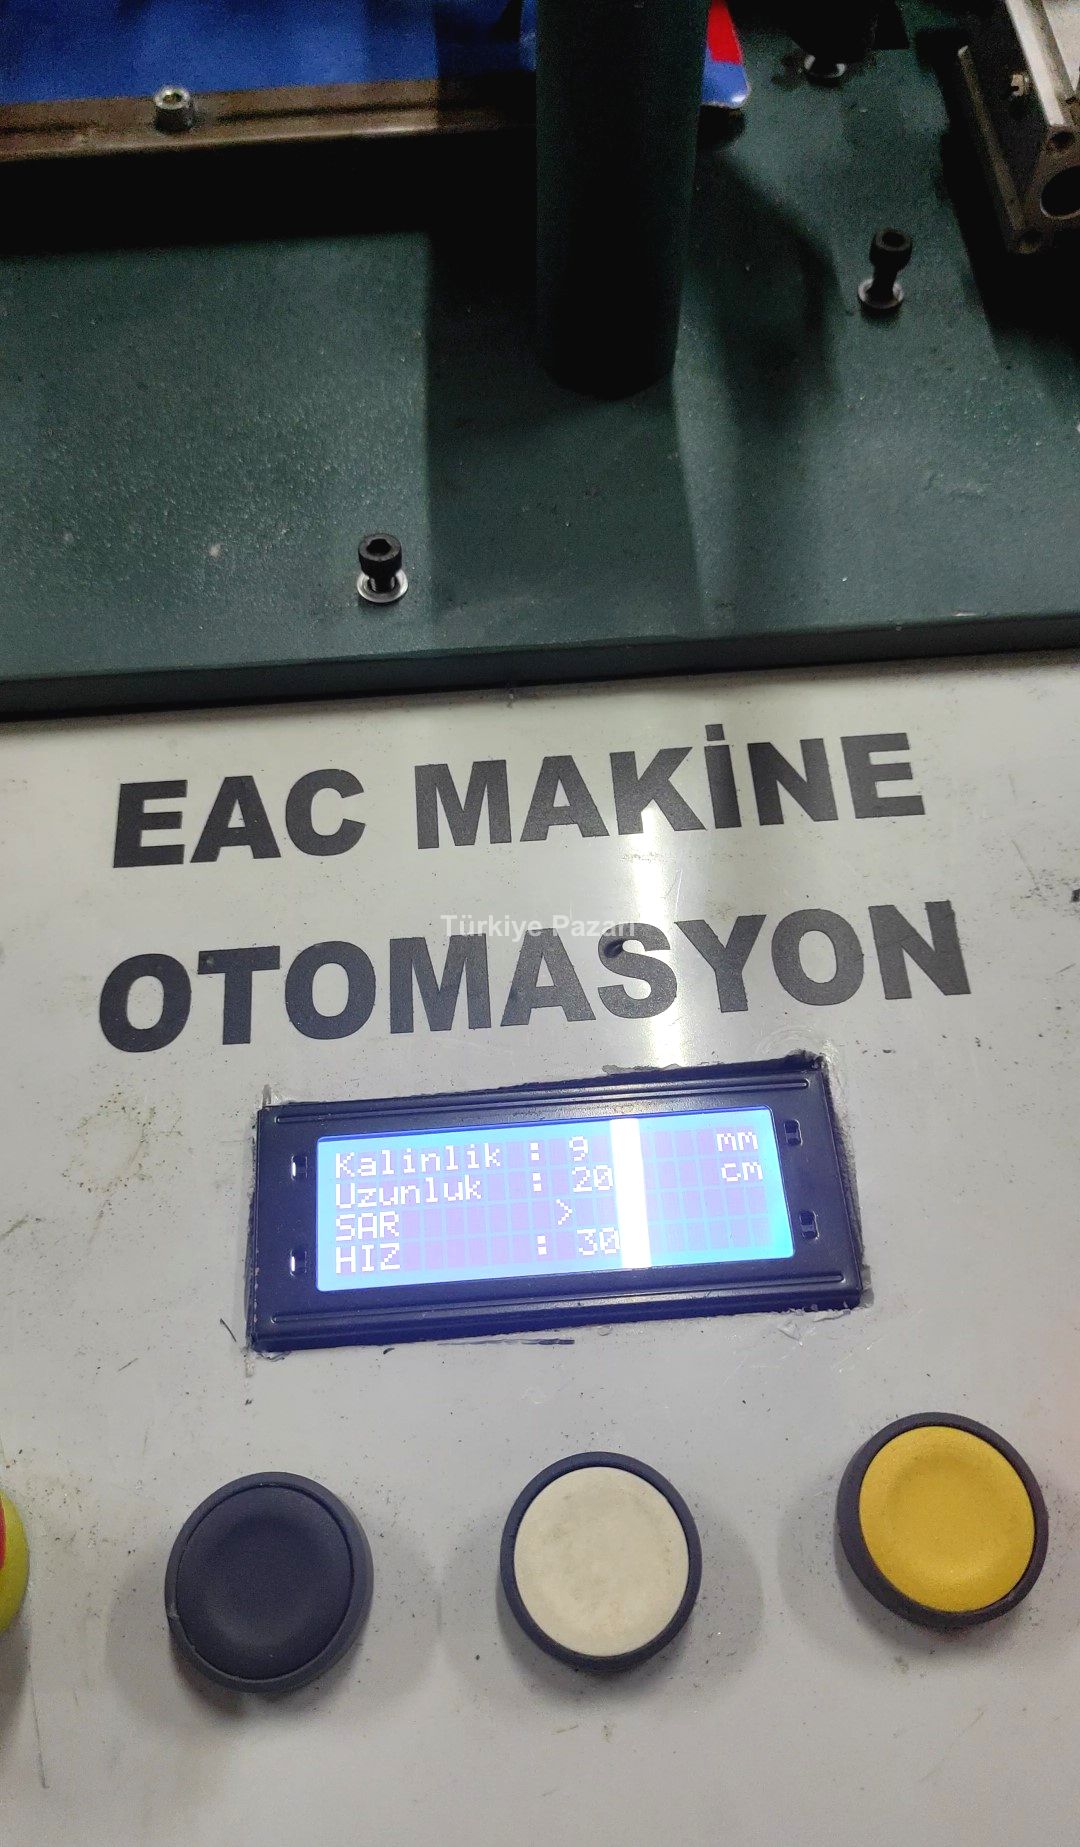 EAC MAKİNE
Türkiye Pazarı
OTOMASYON
Kalinlik : 9 mm
Uzunluk : 20 cm
SAR >
HIZ : 30